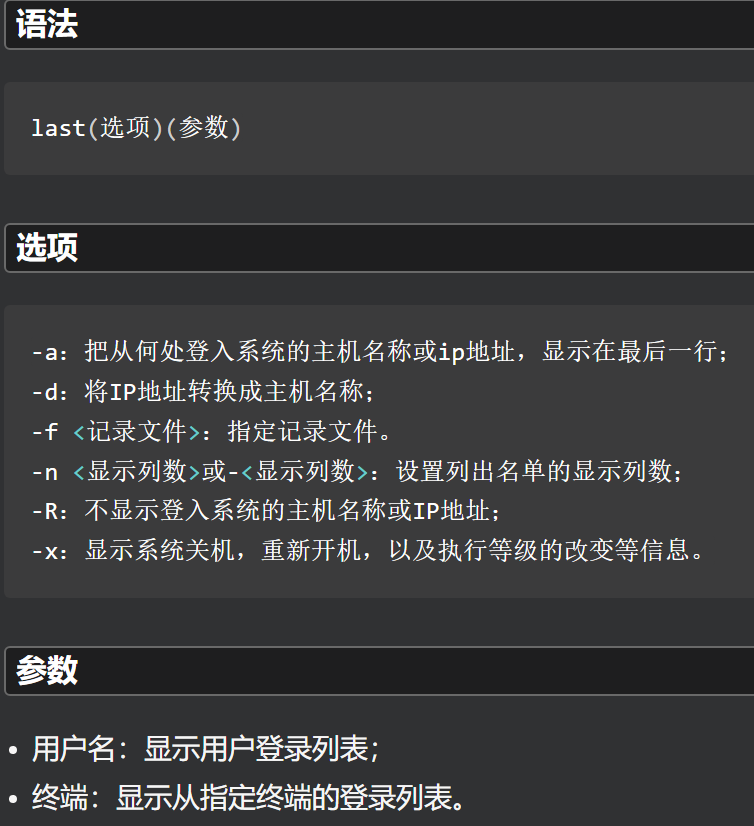 语法
last(选项)(参数)
选项
-a：把从何处登入系统的主机名称或ip地址，显示在最后一行；
-d：将IP地址转换成主机名称；
-f <记录文件>：指定记录文件。
-n <显示列数>或-<显示列数>：设置列出名单的显示列数；
-R：不显示登入系统的主机名称或IP地址；
-x：显示系统关机，重新开机，以及执行等级的改变等信息。
参数
• 用户名：显示用户登录列表；
• 终端：显示从指定终端的登录列表。